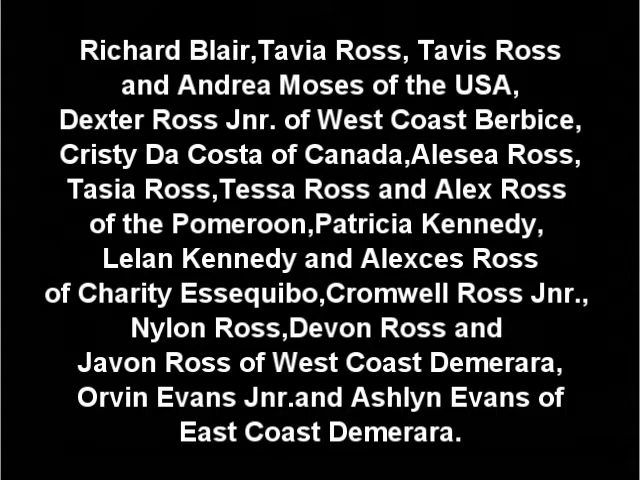 Richard Blair,Tavia Ross, Tavis Ross
and Andrea Moses of the USA,
Dexter Ross Jnr. of West Coast Berbice,
Cristy Da Costa of Canada,Alesea Ross,
Tasia Ross,Tessa Ross and Alex Ross
of the Pomeroon,Patricia Kennedy,
Lelan Kennedy and Alexces Ross
of Charity Essequibo,Cromwell Ross Jnr.,
Nylon Ross,Devon Ross and
Javon Ross of West Coast Demerara,
Orvin Evans Jnr.and Ashlyn Evans of
East Coast Demerara.